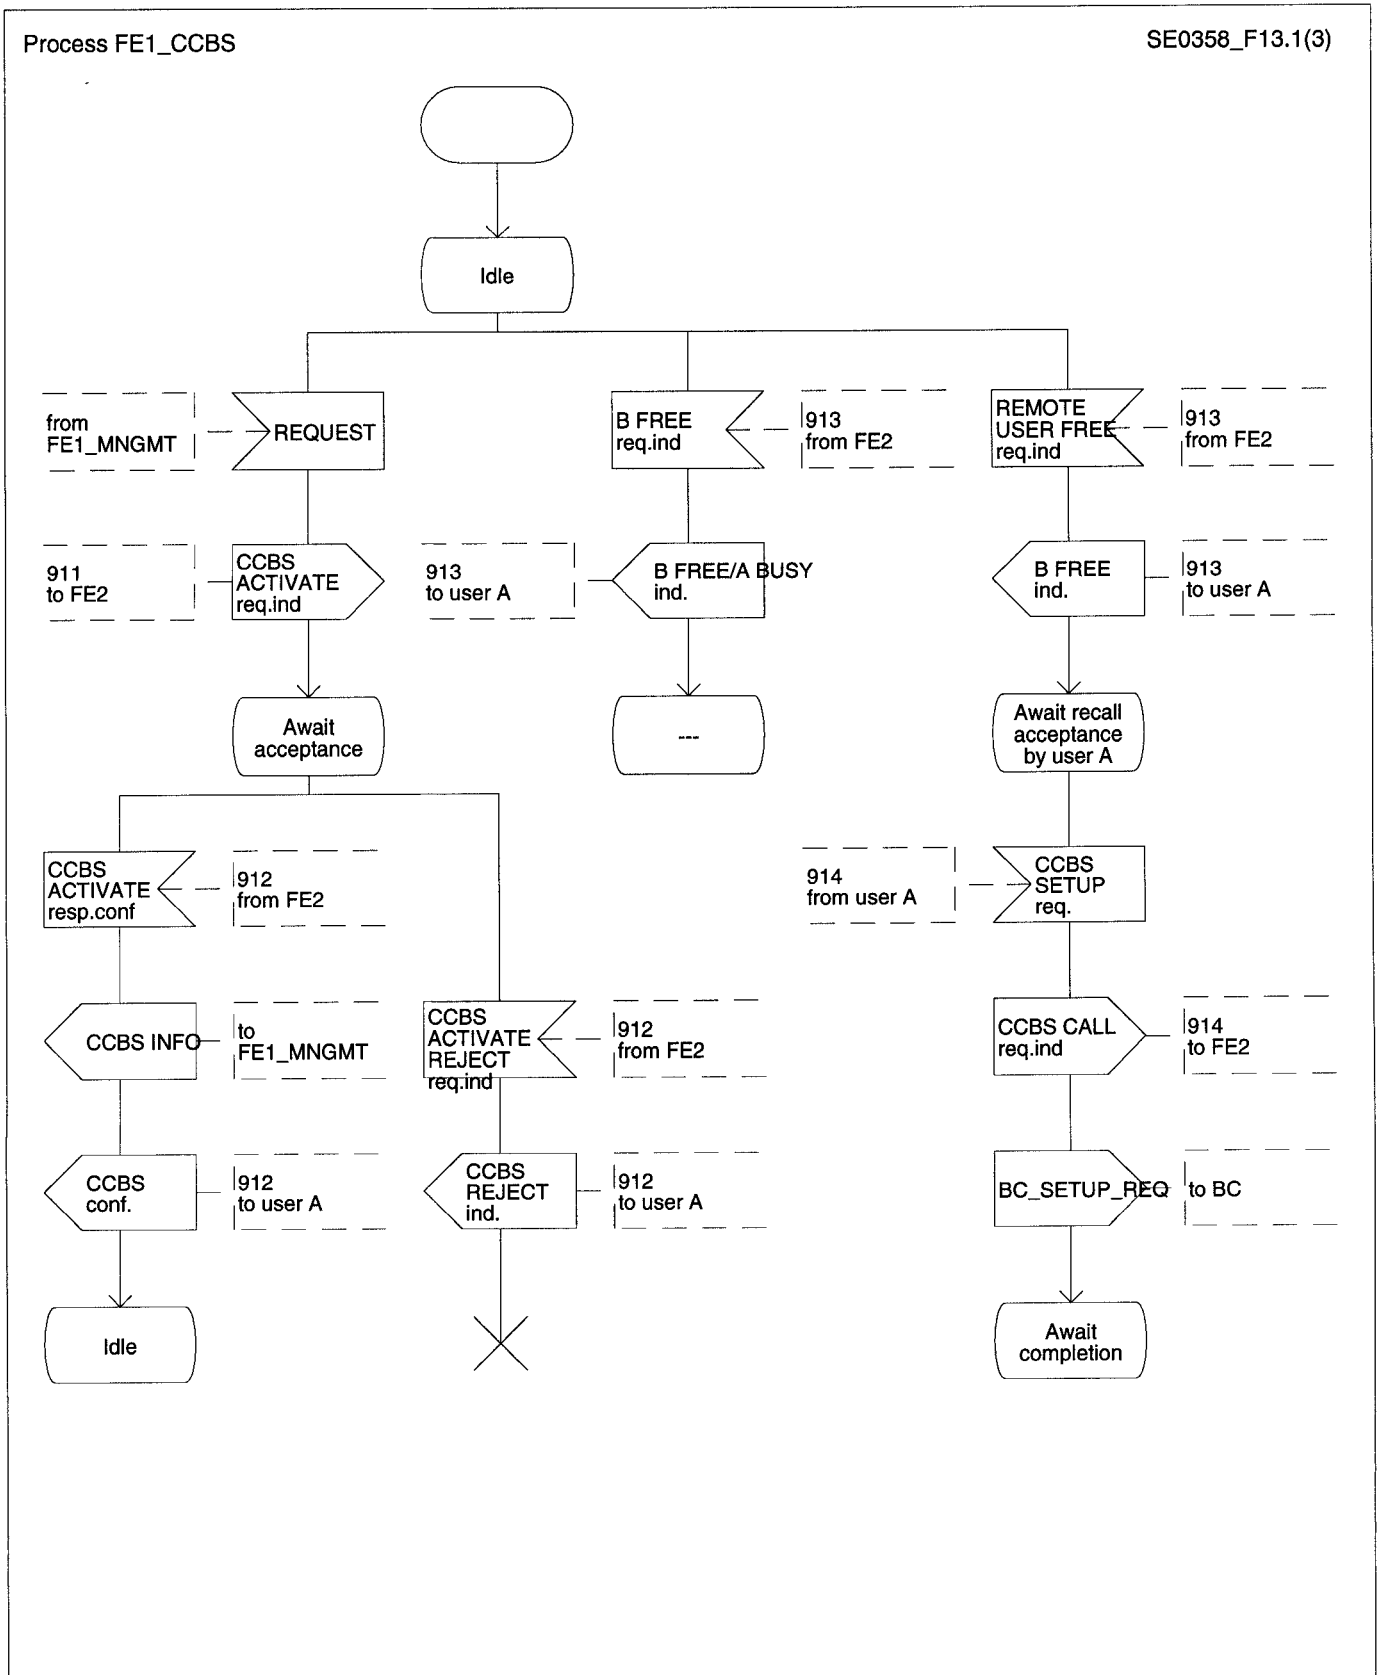 Process FE1_CCBS
SE0358_F13.1(3)
Idle
from
FE1_MNGMT
REQUEST
B FREE
req.ind
913
from FE2
REMOTE
USER FREE
req.ind
913
from FE2
911
to FE2
CCBS
ACTIVATE
req.ind
913
to user A
B FREE/A BUSY
ind.
B FREE
ind.
913
to user A
Await
acceptance
---
Await recall
acceptance
by user A
CCBS
ACTIVATE
resp.conf
912
from FE2
914
from user A
CCBS
SETUP
req.
CCBS INFO
to
FE1_MNGMT
CCBS
ACTIVATE
REJECT
req.ind
912
from FE2
CCBS CALL
req.ind
914
to FE2
CCBS
conf.
912
to user A
CCBS
REJECT
ind.
912
to user A
BC_SETUP_REQ
to BC
Idle
Await
completion